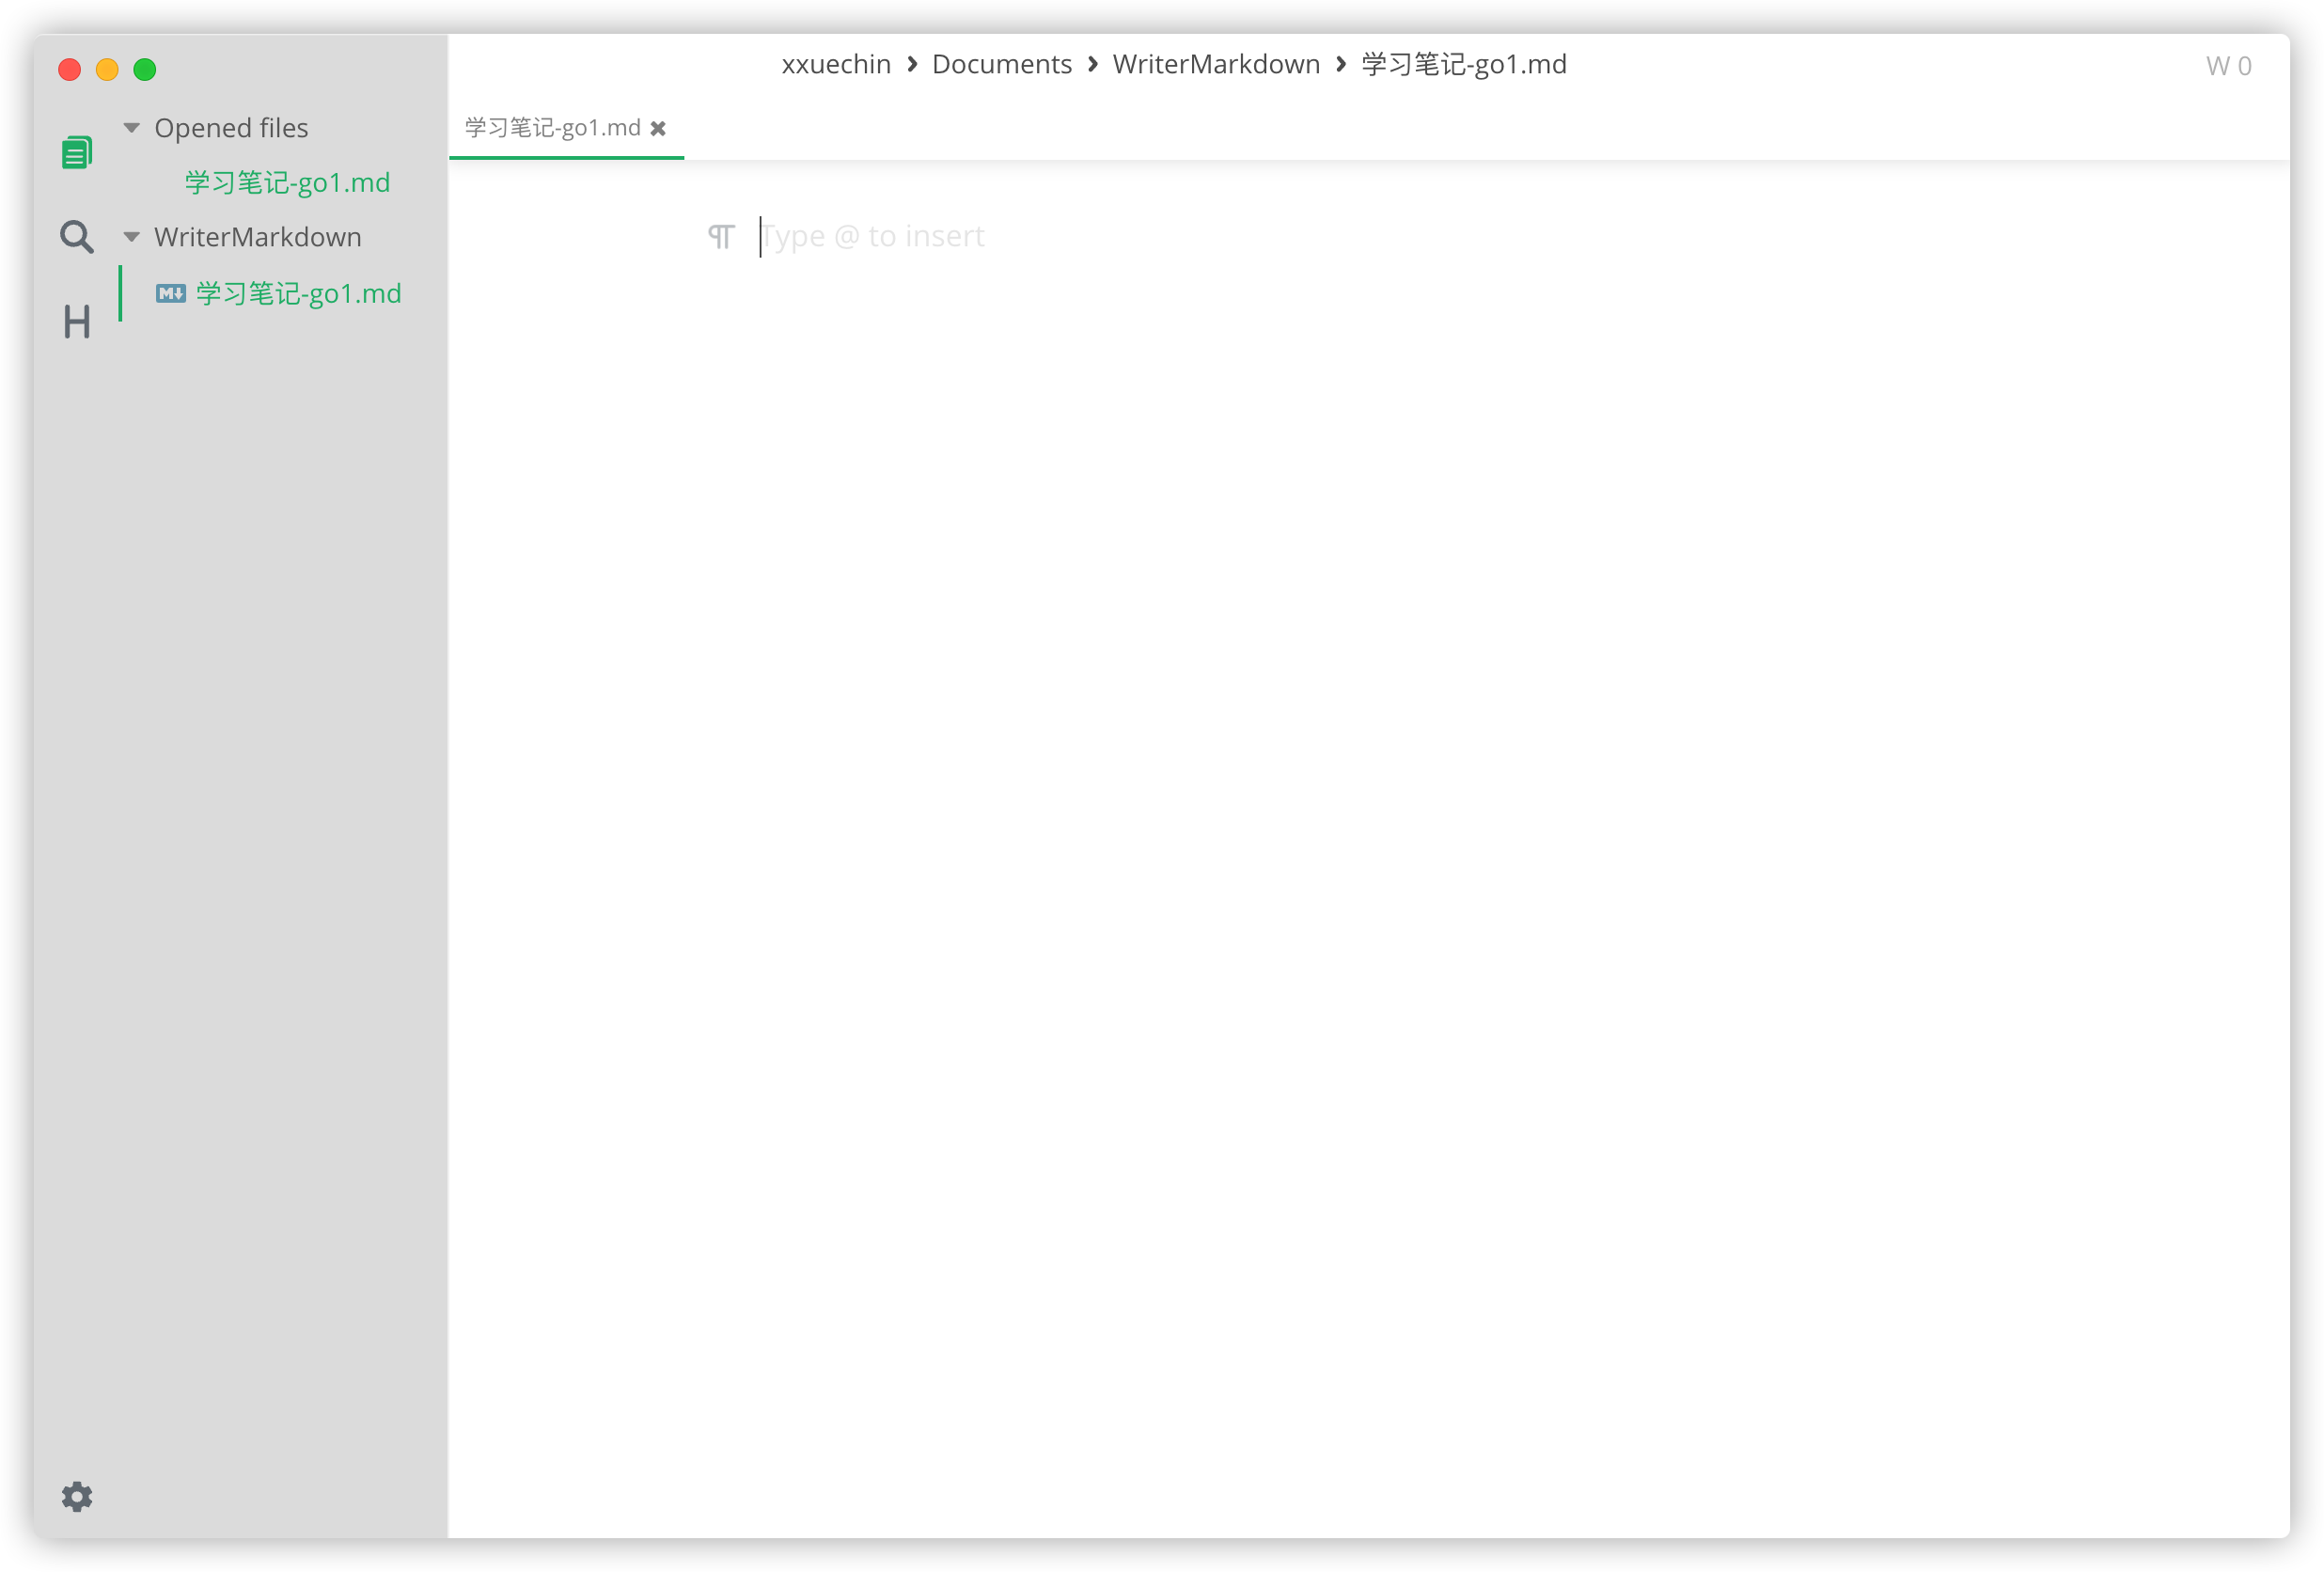 xxuechin › Documents › WriterMarkdown › 学习笔记-go1.md
W 0
Opened files
学习笔记-go1.md
WriterMarkdown
学习笔记-go1.md
H
学习笔记-go1.md
¶ Type @ to insert